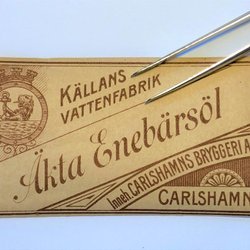 KÄLLANS
VATTENFABRIK
Äkta Enebärsöl
Inneh. CARLSHAMNS BRYGGERI A
CARLSHAMN